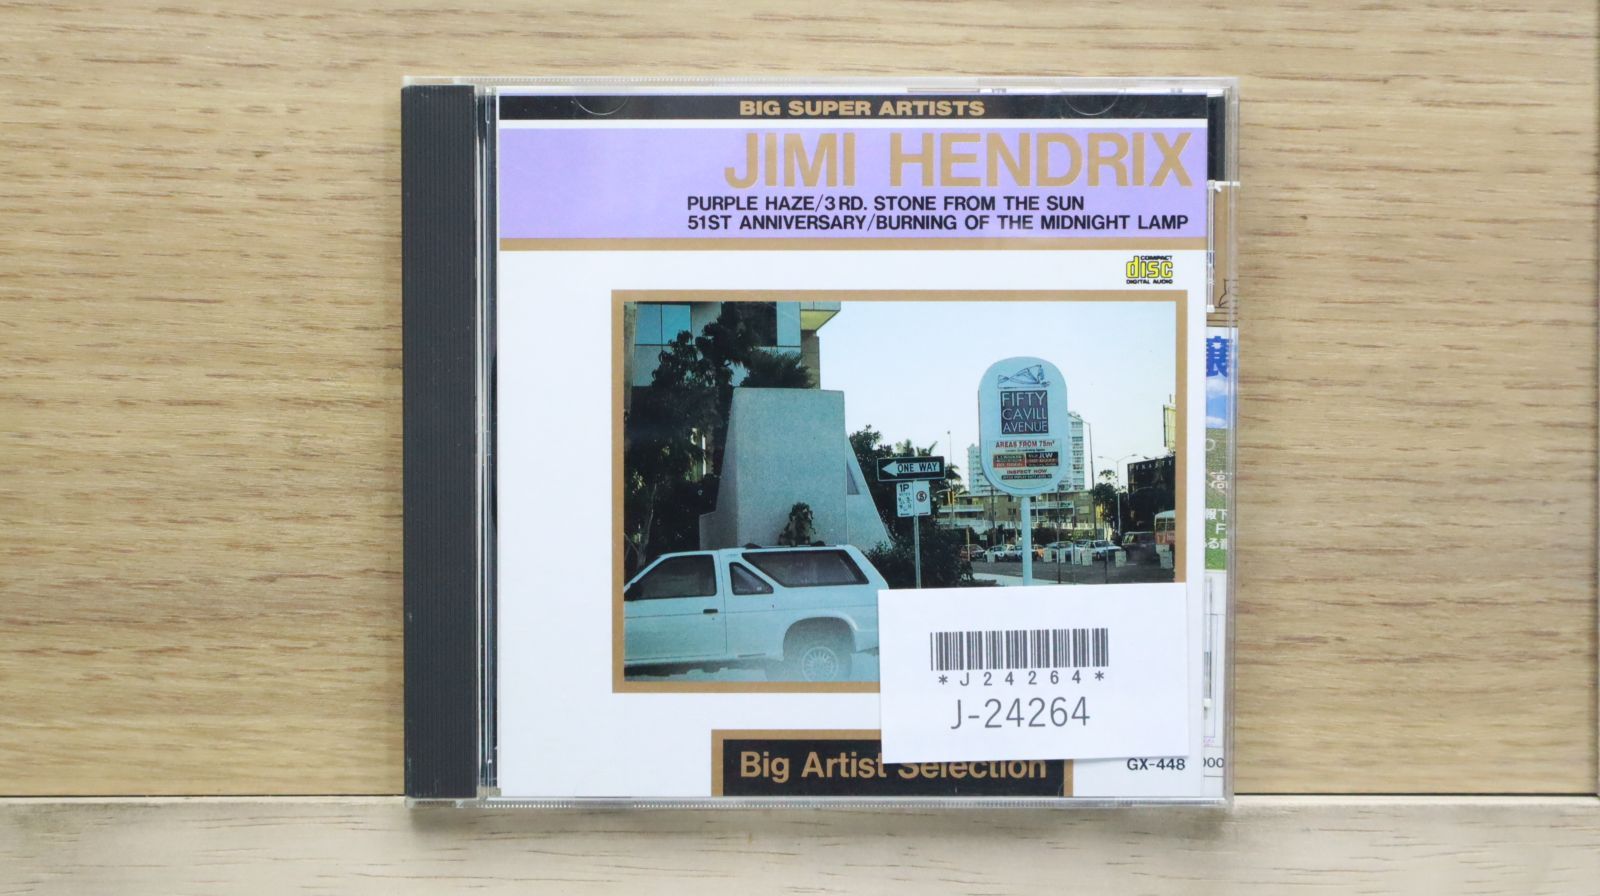 BIG SUPER ARTISTS
JIMI HENDRIX
PURPLE HAZE/3RD. STONE FROM THE SUN
51ST ANNIVERSARY/BURNING OF THE MIDNIGHT LAMP
COMPACT
disc
DIGITAL AUDIO
FIFTY
CAVILL
AVENUE
AREAS FROM 75m²
JLW
INSPECT NOW
ONE WAY
1P
*J24264*
J-24264
Big Artist Selection
GX-448